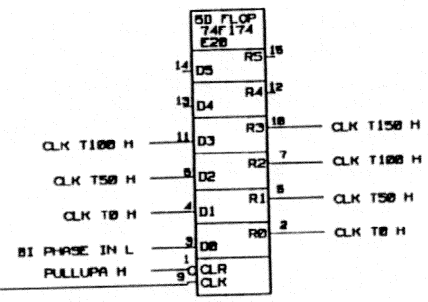 6D FLOP
74F174
E28
14 D5 R5 15
13 D4 R4 12
CLK T100 H 11 D3 R3 10 CLK T150 H
CLK T50 H 6 D2 R2 7 CLK T100 H
CLK T0 H 4 D1 R1 5 CLK T50 H
BI PHASE IN L 3 D0 R0 2 CLK T0 H
PULLUPA H 1 CLR
9 CLK